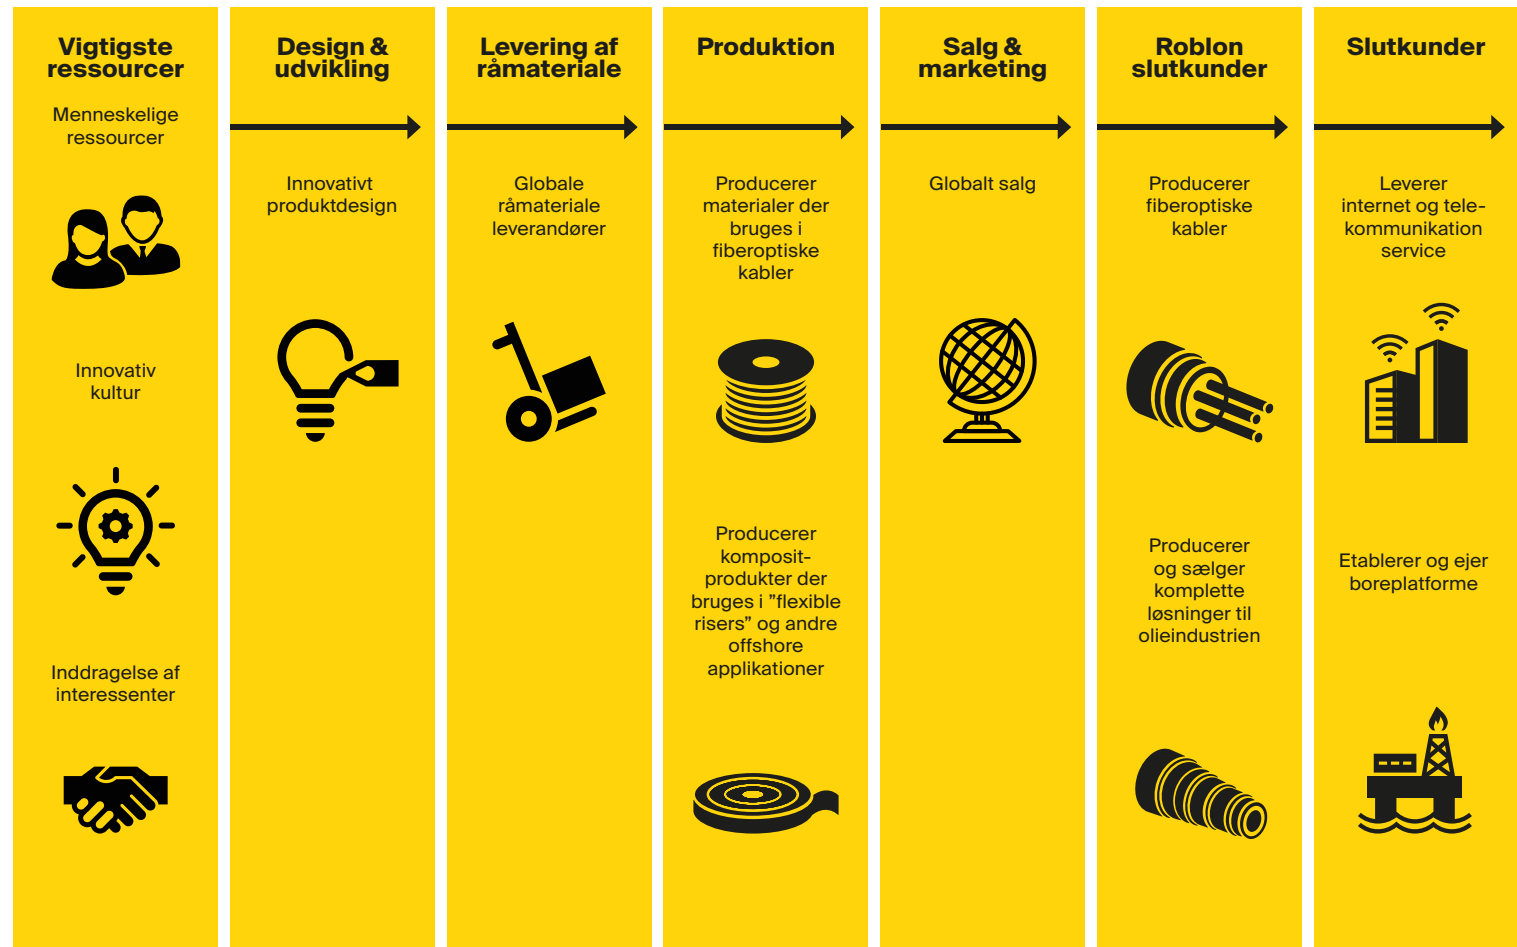 Vigtigste
ressourcer
Menneskelige
ressourcer
Innovativ
kultur
Inddragelse af
interessenter
Design &
udvikling
Innovativt
produktdesign
Levering af
råmateriale
Globale
råmateriale
leverandører
Produktion
Producerer
materialer der
bruges i
fiberoptiske
kabler
Producerer
komposit-
produkter der
bruges i ”flexible
risers” og andre
offshore
applikationer
Salg &
marketing
Globalt salg
Roblon
slutkunder
Producerer
fiberoptiske
kabler
Producerer
og sælger
komplette
løsninger til
olieindustrien
Slutkunder
Leverer
internet og tele-
kommunikation
service
Etablerer og ejer
boreplatforme